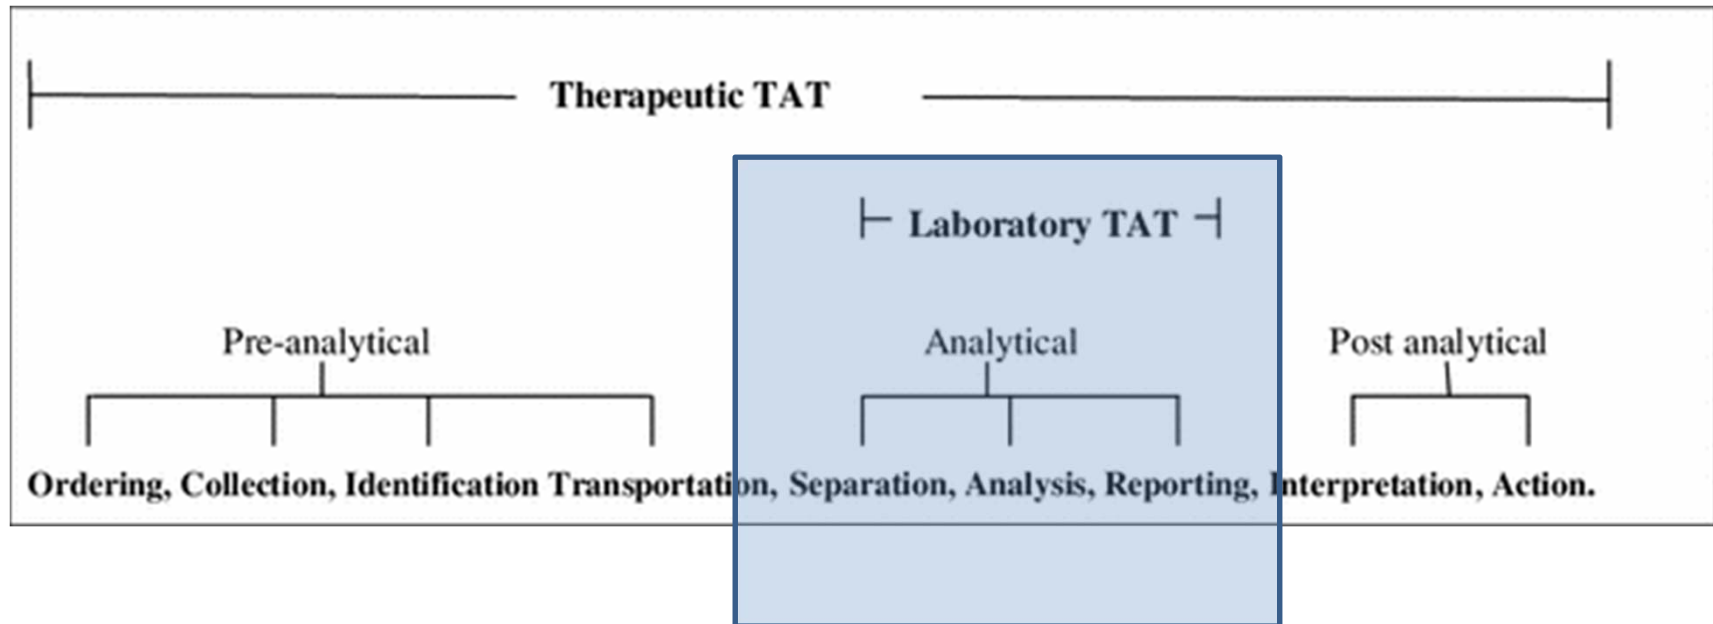 Therapeutic TAT
Laboratory TAT
Pre-analytical
Analytical
Post analytical
Ordering, Collection, Identification Transportation, Separation, Analysis, Reporting, Interpretation, Action.